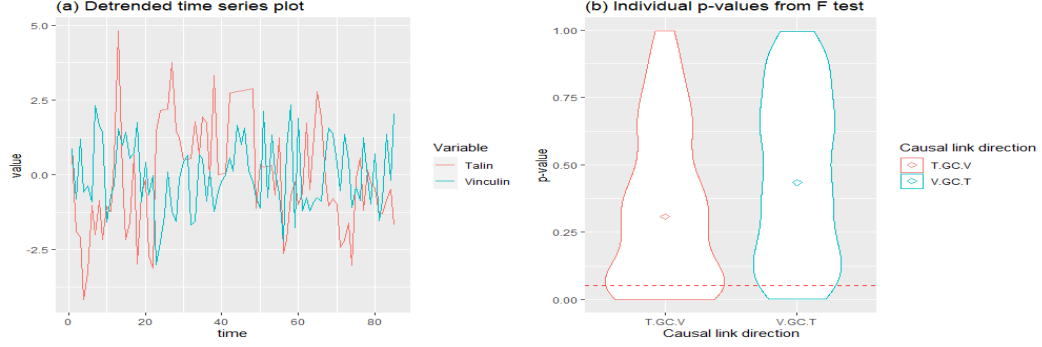 (a) Detrended time series plot
5.0
2.5
0.0
-2.5
value
0
20
40
60
80
time
Variable
Talin
Vinculin
(b) Individual p-values from F test
1.00
0.75
0.50
0.25
0.00
p-value
T.GC.V
V.GC.T
Causal link direction
Causal link direction
T.GC.V
V.GC.T